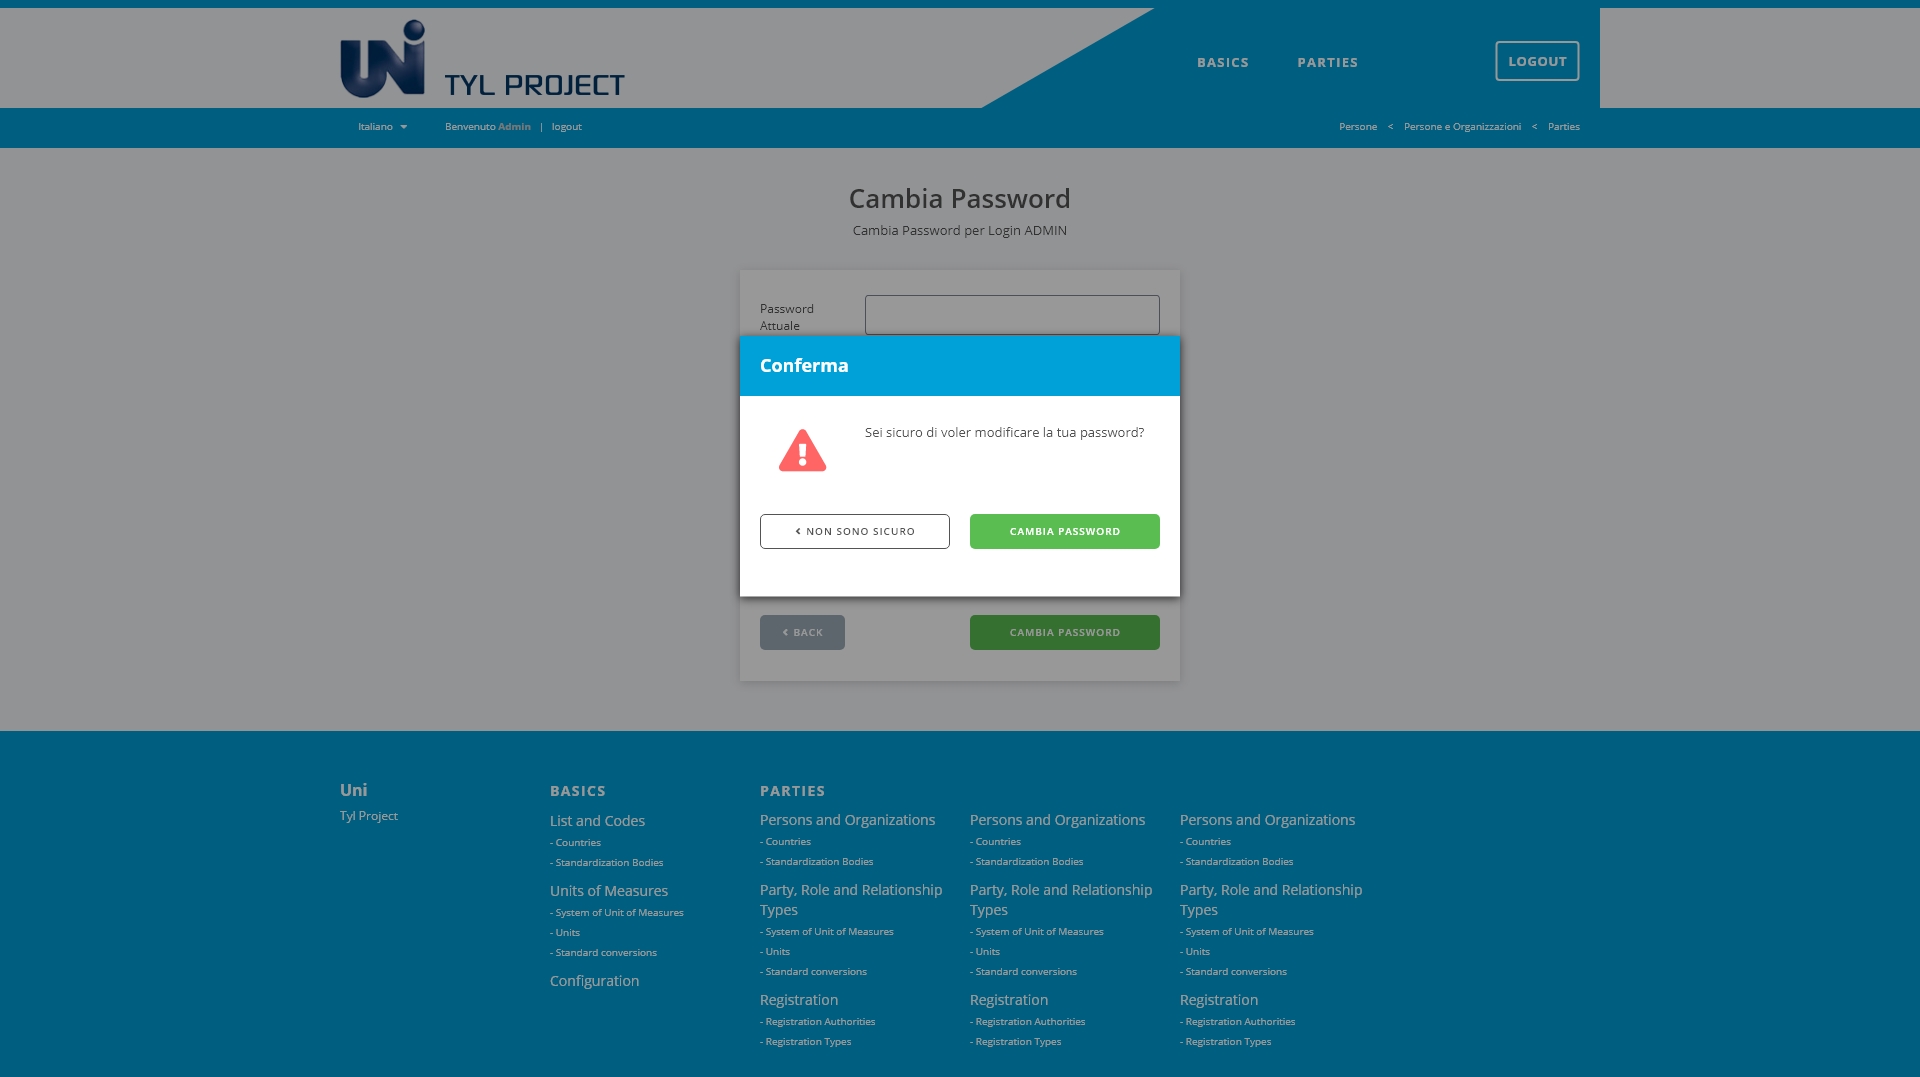 UNi TYL PROJECT
BASICS PARTIES LOGOUT
Italiano Benvenuto Admin | logout Persone < Persone e Organizzazioni < Parties
Cambia Password
Cambia Password per Login ADMIN
Password
Attuale
Conferma
Sei sicuro di voler modificare la tua password?
NON SONO SICURO CAMBIA PASSWORD
BACK CAMBIA PASSWORD
Uni
Tyl Project
BASICS
List and Codes
- Countries
- Standardization Bodies
Units of Measures
- System of Unit of Measures
- Units
- Standard conversions
Configuration
PARTIES
Persons and Organizations
- Countries
- Standardization Bodies
Party, Role and Relationship
Types
- System of Unit of Measures
- Units
- Standard conversions
Registration
- Registration Authorities
- Registration Types
Persons and Organizations
- Countries
- Standardization Bodies
Party, Role and Relationship
Types
- System of Unit of Measures
- Units
- Standard conversions
Registration
- Registration Authorities
- Registration Types
Persons and Organizations
- Countries
- Standardization Bodies
Party, Role and Relationship
Types
- System of Unit of Measures
- Units
- Standard conversions
Registration
- Registration Authorities
- Registration Types